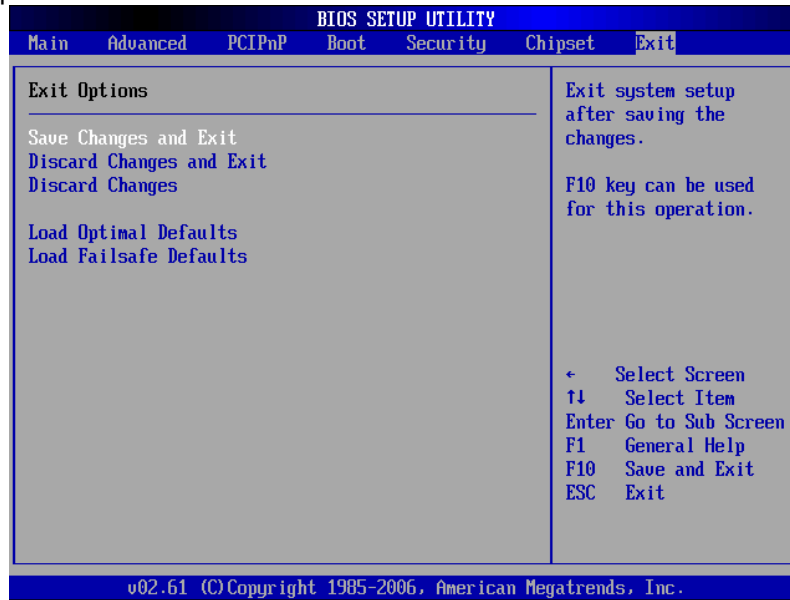 BIOS SETUP UTILITY
Main Advanced PCIPnP Boot Security Chipset Exit
Exit Options
Save Changes and Exit
Discard Changes and Exit
Discard Changes
Load Optimal Defaults
Load Failsafe Defaults
Exit system setup
after saving the
changes.
F10 key can be used
for this operation.
← Select Screen
↑↓ Select Item
Enter Go to Sub Screen
F1 General Help
F10 Save and Exit
ESC Exit
v02.61 (C)Copyright 1985-2006, American Megatrends, Inc.